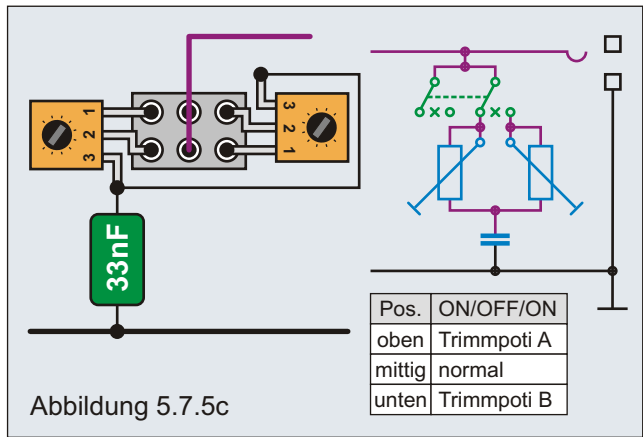 1
2
3
3
2
1
33nF
Pos. ON/OFF/ON
oben Trimmpoti A
mittig normal
unten Trimmpoti B
Abbildung 5.7.5c